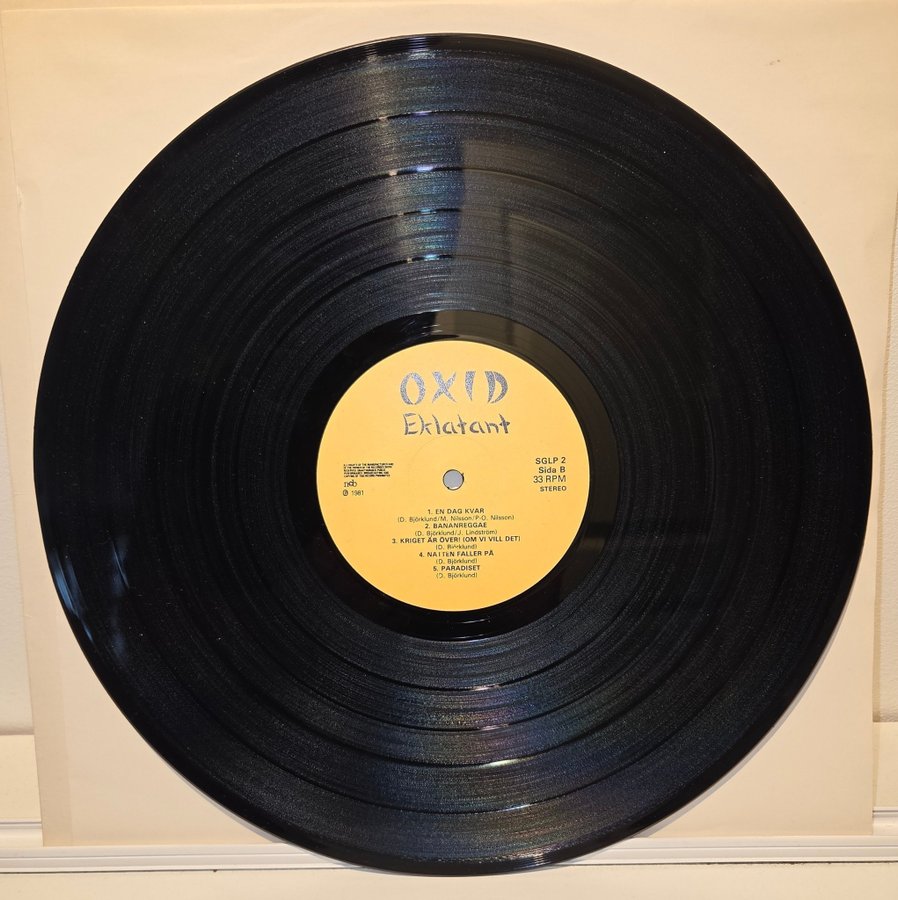 OXID
Eklatant
SGLP 2
Sida B
33 RPM
STEREO
ncb
℗ 1981
1. EN DAG KVAR
(D. Björklund/M. Nilsson/P-O. Nilsson)
2. BANANREGGAE
(D. Björklund/J. Lindström)
3. KRIGET ÄR ÖVER! (OM VI VILL DET)
(D. Björklund)
4. NATTEN FALLER PÅ
(D. Björklund)
5. PARADISET
(D. Björklund)